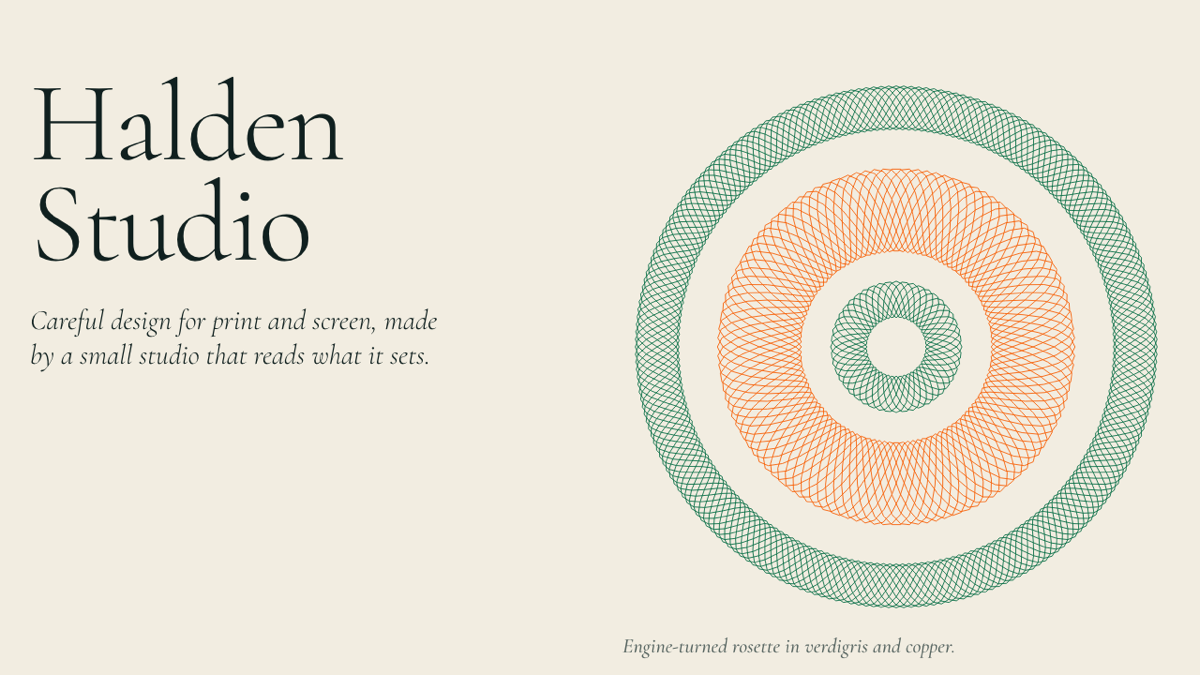 Halden
Studio
Careful design for print and screen, made
by a small studio that reads what it sets.
Engine-turned rosette in verdigris and copper.